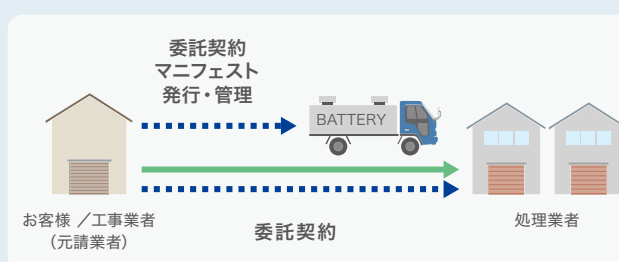 委託契約
マニフェスト
発行・管理
BATTERY
お客様 ／工事業者
（元請業者）
委託契約
処理業者